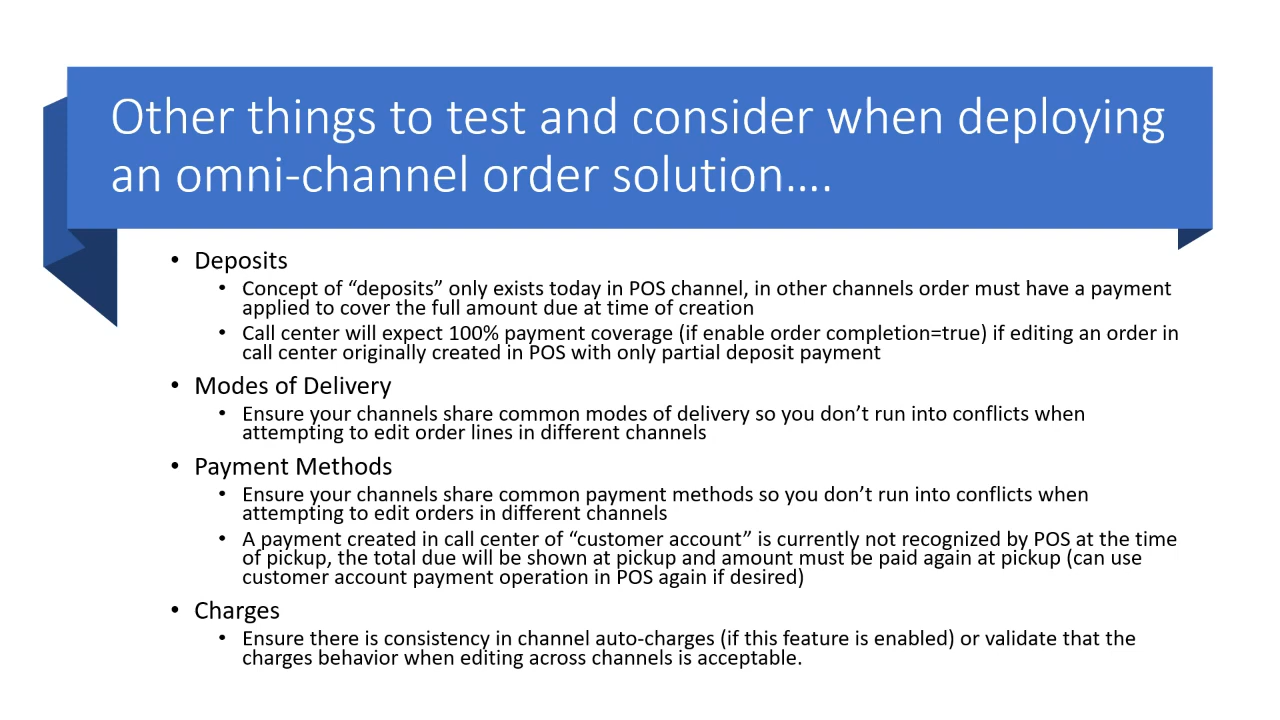 Other things to test and consider when deploying
an omni-channel order solution….
• Deposits
• Concept of “deposits” only exists today in POS channel, in other channels order must have a payment
applied to cover the full amount due at time of creation
• Call center will expect 100% payment coverage (if enable order completion=true) if editing an order in
call center originally created in POS with only partial deposit payment
• Modes of Delivery
• Ensure your channels share common modes of delivery so you don’t run into conflicts when
attempting to edit order lines in different channels
• Payment Methods
• Ensure your channels share common payment methods so you don’t run into conflicts when
attempting to edit orders in different channels
• A payment created in call center of “customer account” is currently not recognized by POS at the time
of pickup, the total due will be shown at pickup and amount must be paid again at pickup (can use
customer account payment operation in POS again if desired)
• Charges
• Ensure there is consistency in channel auto-charges (if this feature is enabled) or validate that the
charges behavior when editing across channels is acceptable.